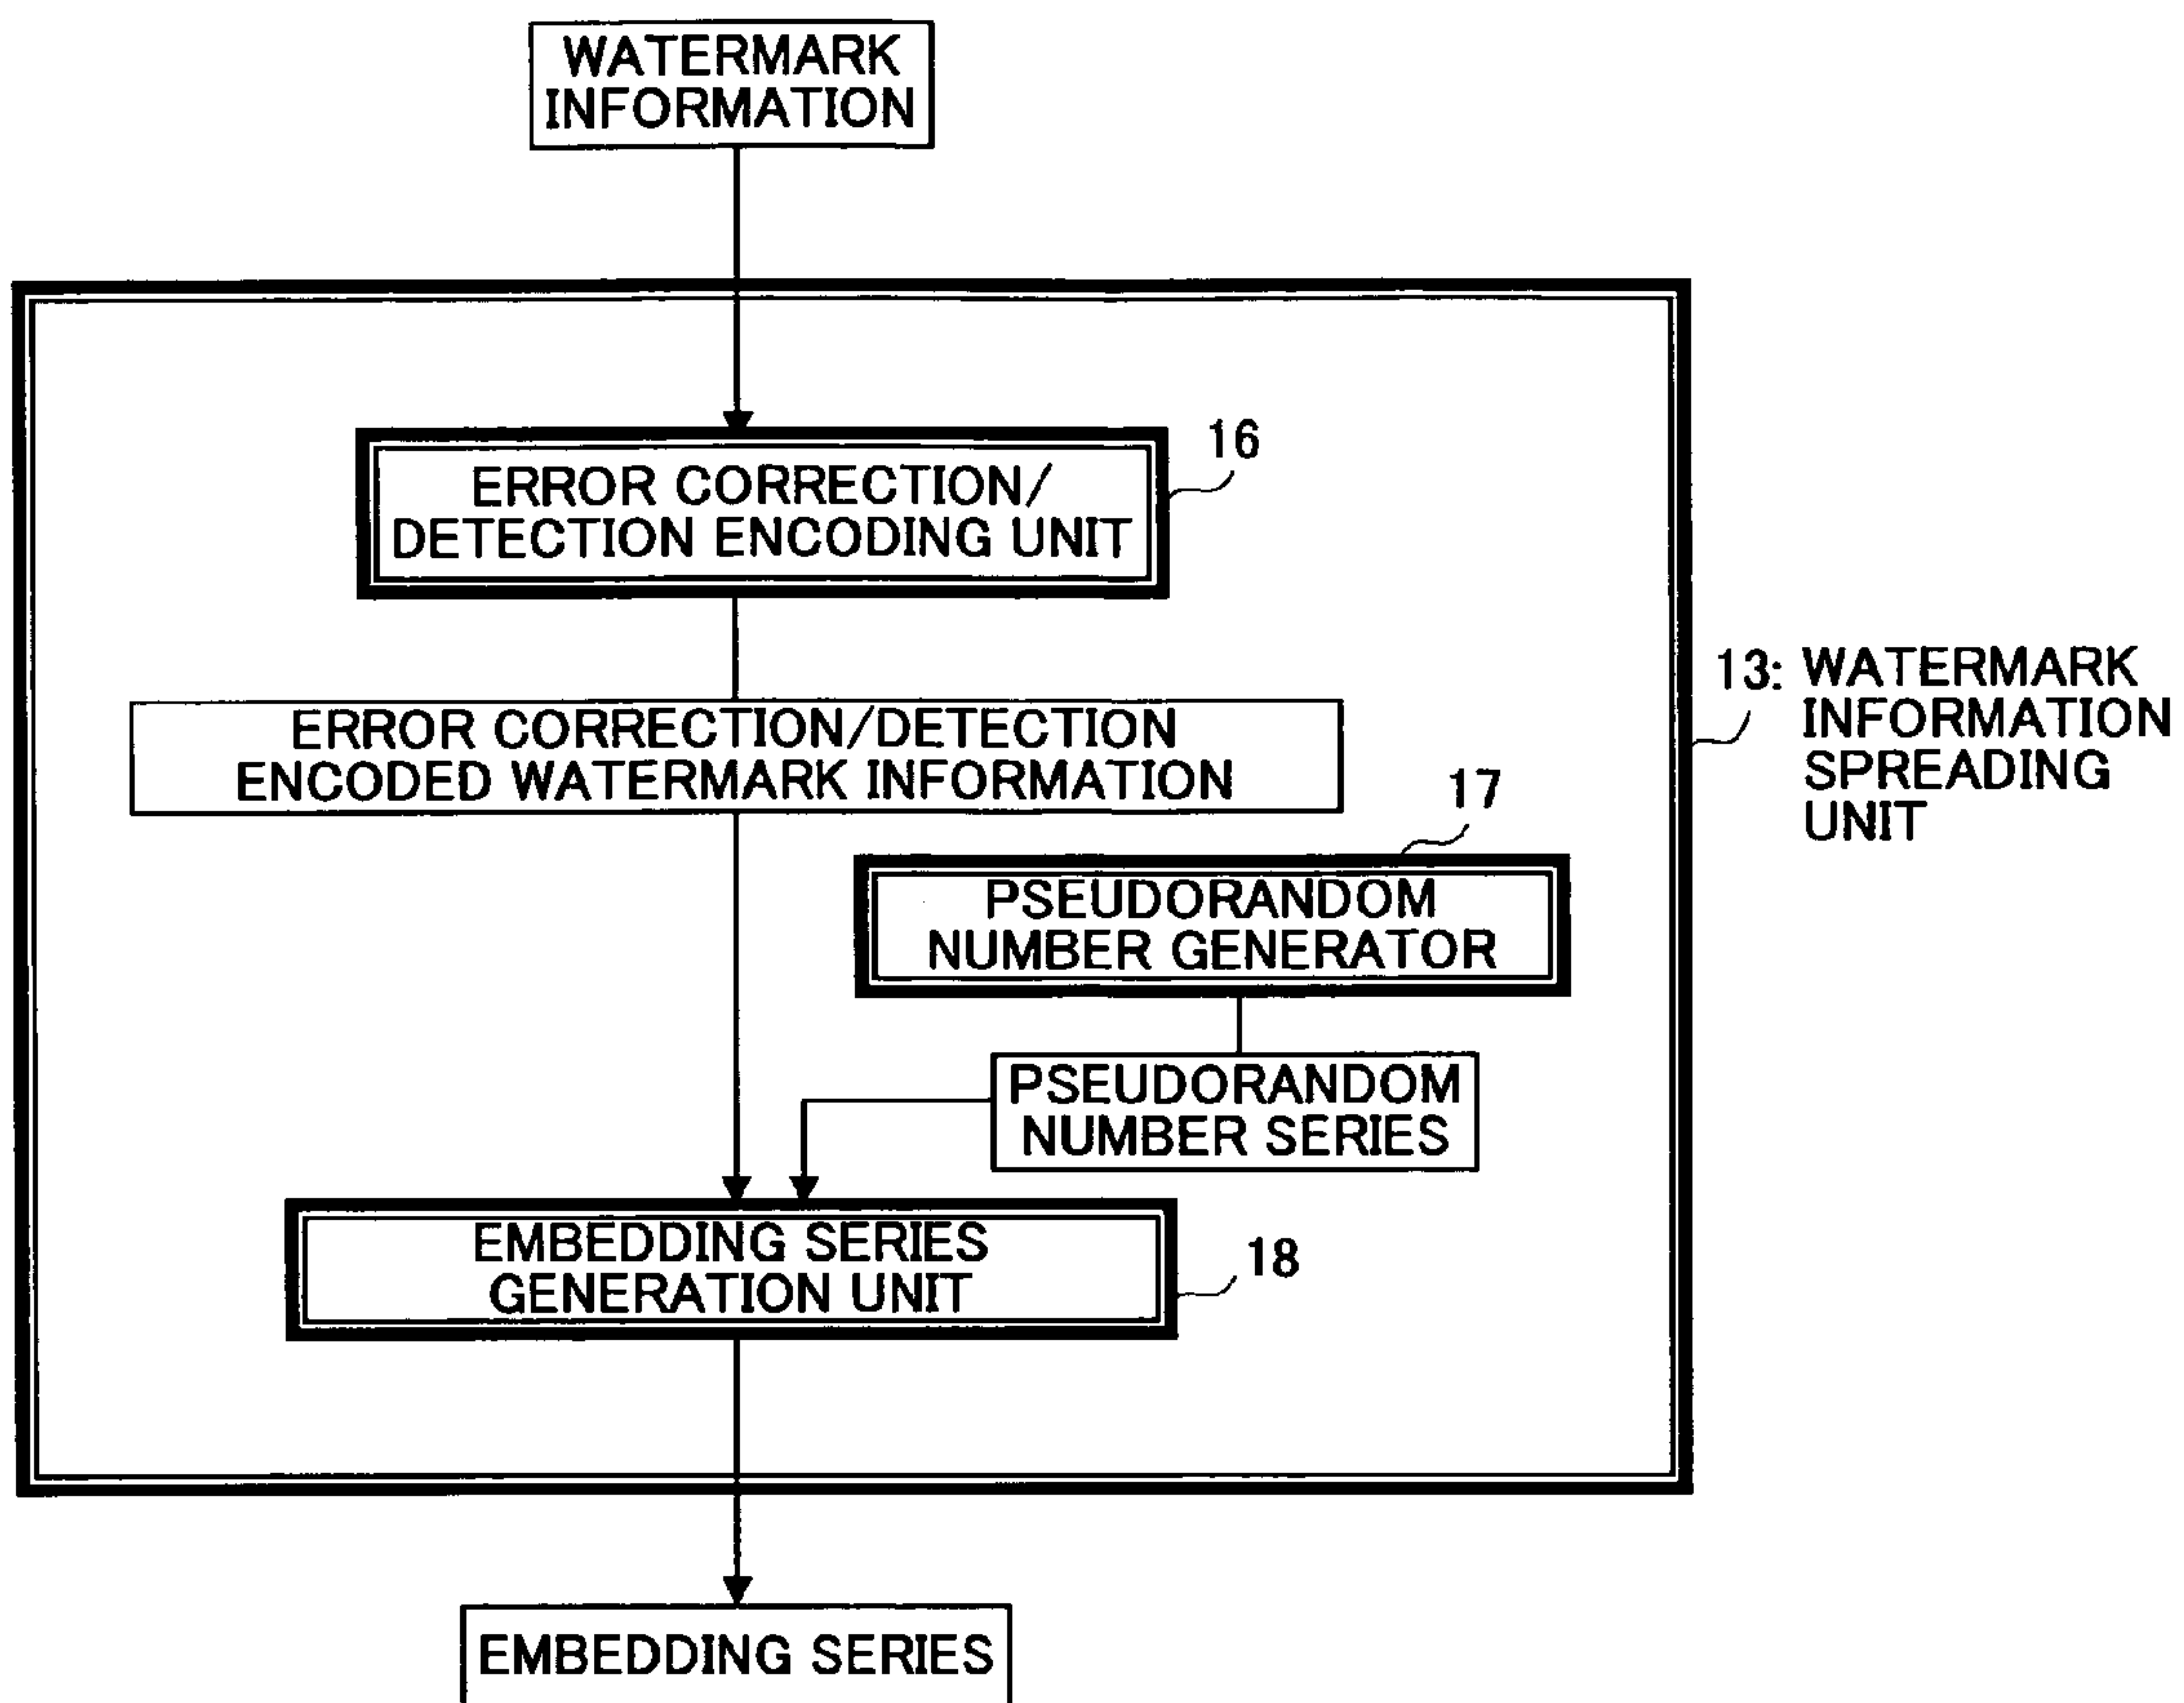 WATERMARK
INFORMATION
16
ERROR CORRECTION/
DETECTION ENCODING UNIT
13: WATERMARK
INFORMATION
SPREADING
UNIT
ERROR CORRECTION/DETECTION
ENCODED WATERMARK INFORMATION
17
PSEUDORANDOM
NUMBER GENERATOR
PSEUDORANDOM
NUMBER SERIES
EMBEDDING SERIES
GENERATION UNIT
18
EMBEDDING SERIES